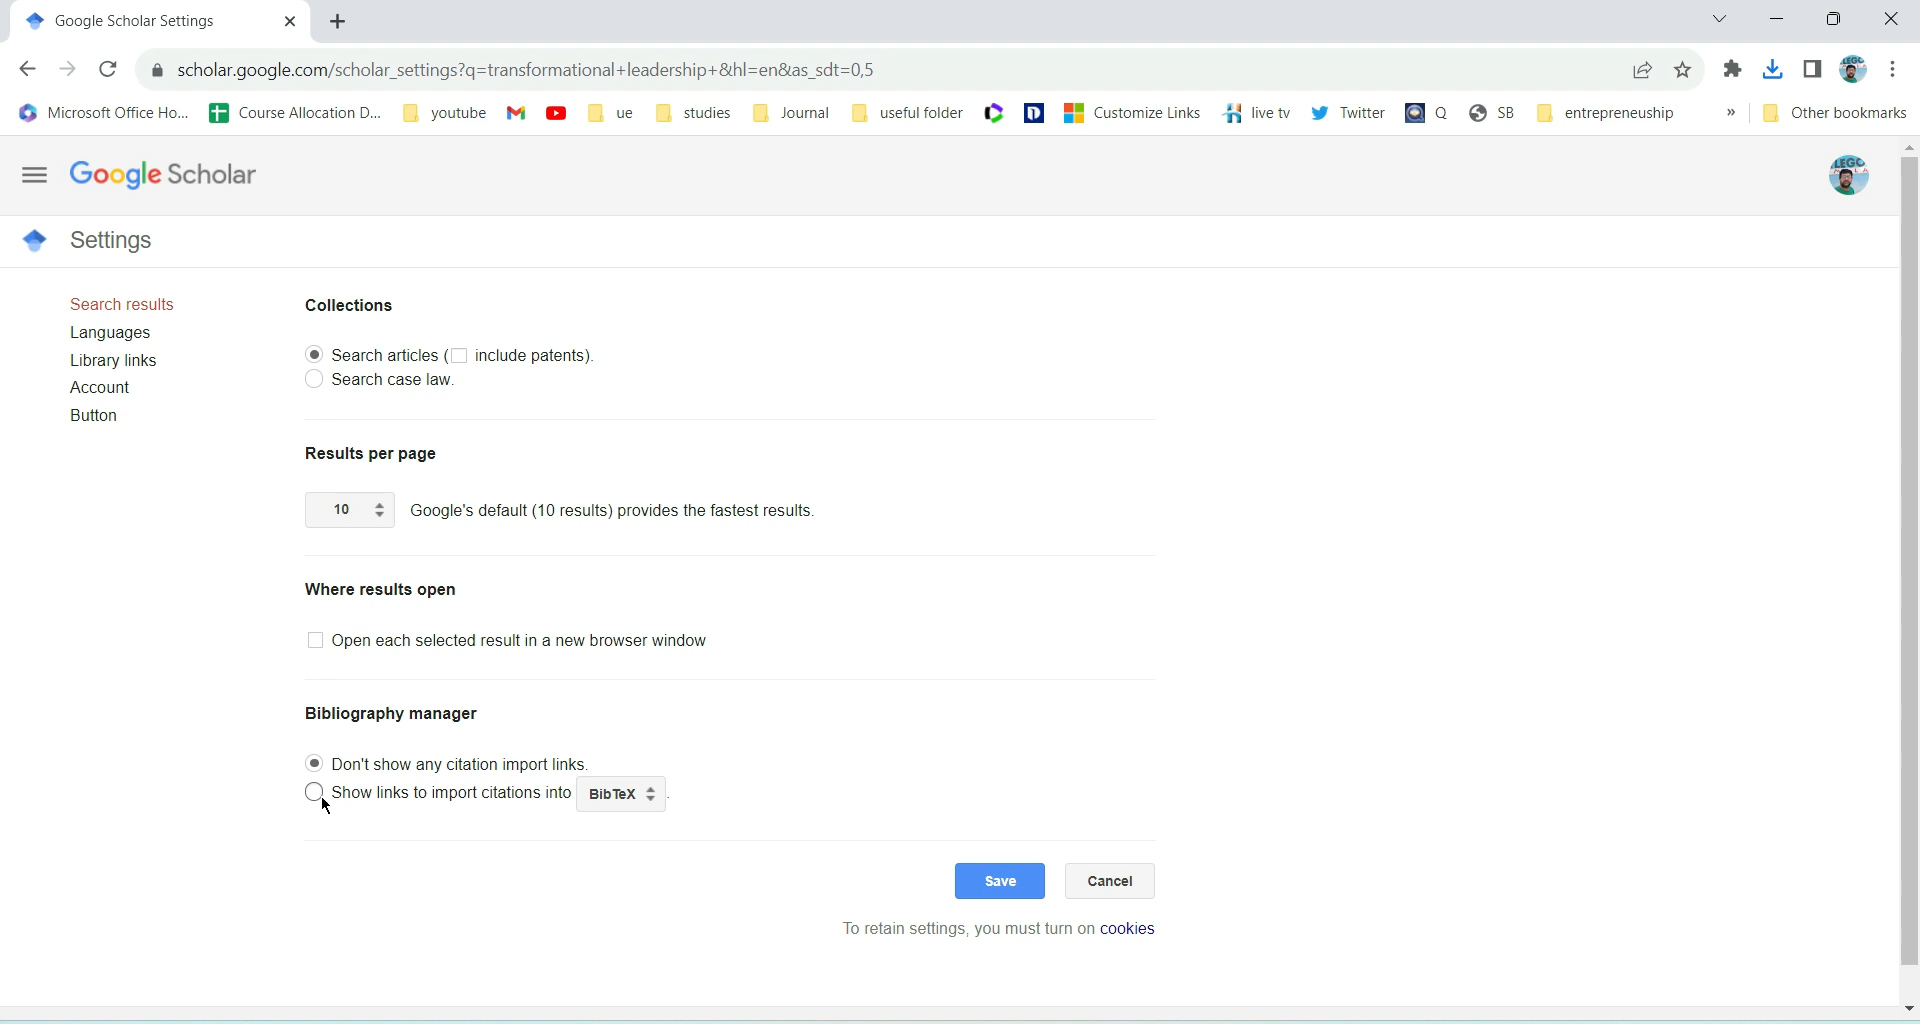 Google Scholar Settings
scholar.google.com/scholar_settings?q=transformational+leadership+&hl=en&as_sdt=0,5
Microsoft Office Ho... Course Allocation D... youtube ue studies Journal useful folder Customize Links live tv Twitter Q SB entrepreneurship » Other bookmarks
Google Scholar
Settings
Search results
Languages
Library links
Account
Button
Collections
Search articles ( include patents).
Search case law.
Results per page
10 Google's default (10 results) provides the fastest results.
Where results open
Open each selected result in a new browser window
Bibliography manager
Don't show any citation import links.
Show links to import citations into BibTeX .
Save Cancel
To retain settings, you must turn on cookies